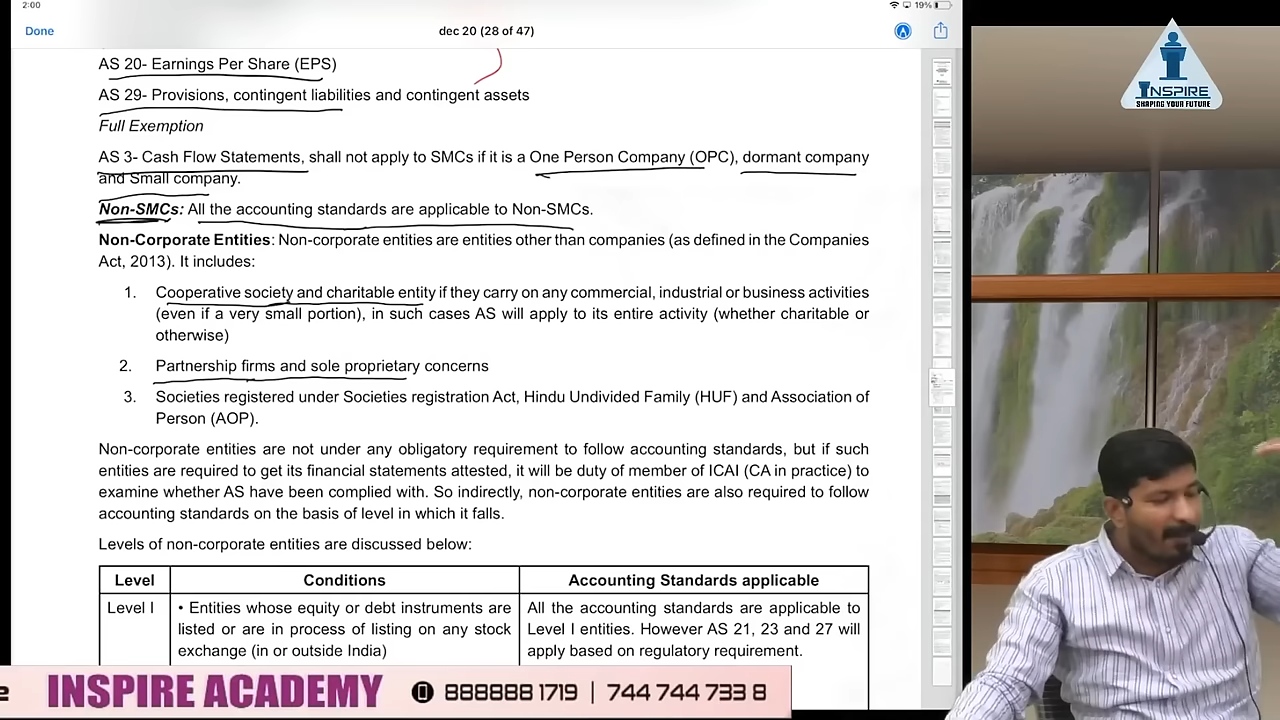 2:00
19%
Done
dec 20 (28 of 47)
AS 20- Earnings Per Share (EPS)
AS 29- Provisions contingent liabilities and contingent assets
Full Exemption
AS 3- Cash Flow Statements, shall not apply to SMCs if it is a One Person Company (OPC), dormant company
and Small company
Non-SMCs: All the accounting standards are applicable to Non-SMCs.
Non-Corporate Entities: Non-corporate entities are entities other than companies (as defined in the Companies
Act, 2013). It includes:
1. Cooperative society and charitable entity if they carry on any commercial, industrial or business activities
(even if a very small portion), in such cases AS will apply to its entire activity (whether charitable or
otherwise)
2. Partnership firms and sole proprietary concerns
3. Societies registered under Societies registration Act, Hindu Undivided Family (HUF) and Association of
Person (AOP)
Non-corporate entities are not under any obligatory requirement to follow accounting standards, but if such
entities are required to get its financial statements attested, it will be duty of member of ICAI (CA in practice) to
examine whether AS have been complied with. So indirectly, non-corporate entities are also required to follow
accounting standard on the basis of level in which it falls
Levels of non-corporate entities are discussed below:
Level Conditions Accounting Standards applicable
Level I • Entities whose equity or debt instruments are All the accounting standards are applicable to
listed or are in process of listing on any stock Level I entities. However AS 21, 23 and 27 will
exchange (in or outside India) apply based on regulatory requirement.
INSPIRE
SHAPING YOUR FUTURE
INSPIRE ACADEMY 888888 1719 | 744 744 733 8